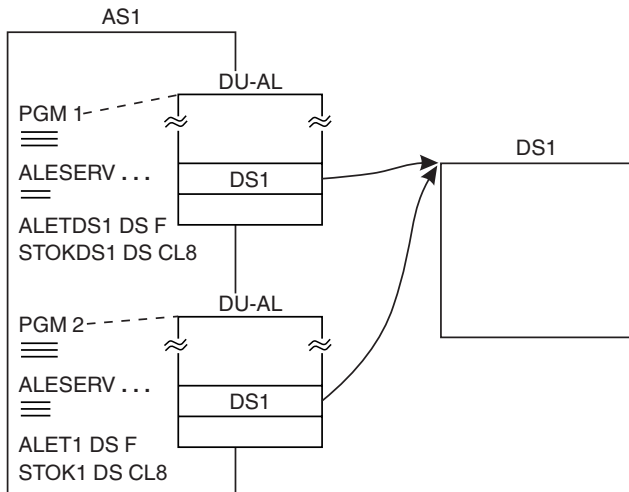 AS1
DU-AL
PGM 1
ALESERV . . .
DS1
DS1
ALETDS1 DS F
STOKDS1 DS CL8
DU-AL
PGM 2
ALESERV . . .
DS1
ALET1 DS F
STOK1 DS CL8